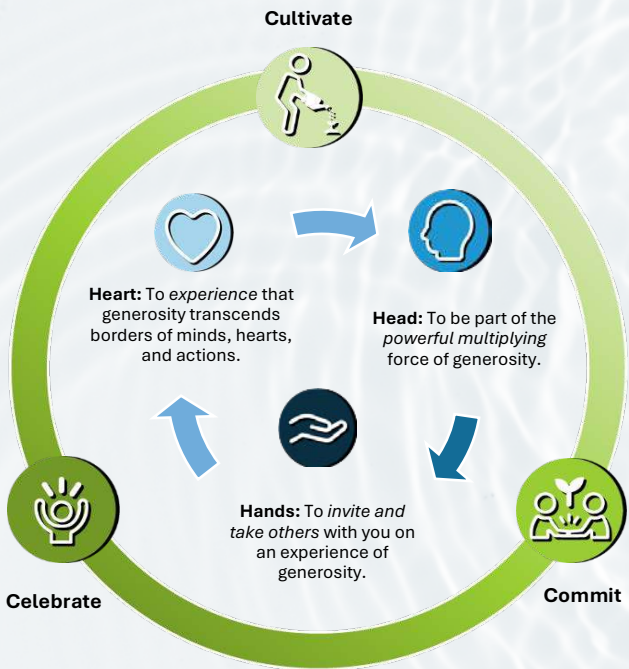 Cultivate
Heart: To experience that
generosity transcends
borders of minds, hearts,
and actions.
Head: To be part of the
powerful multiplying
force of generosity.
Hands: To invite and
take others with you on
an experience of
generosity.
Celebrate
Commit